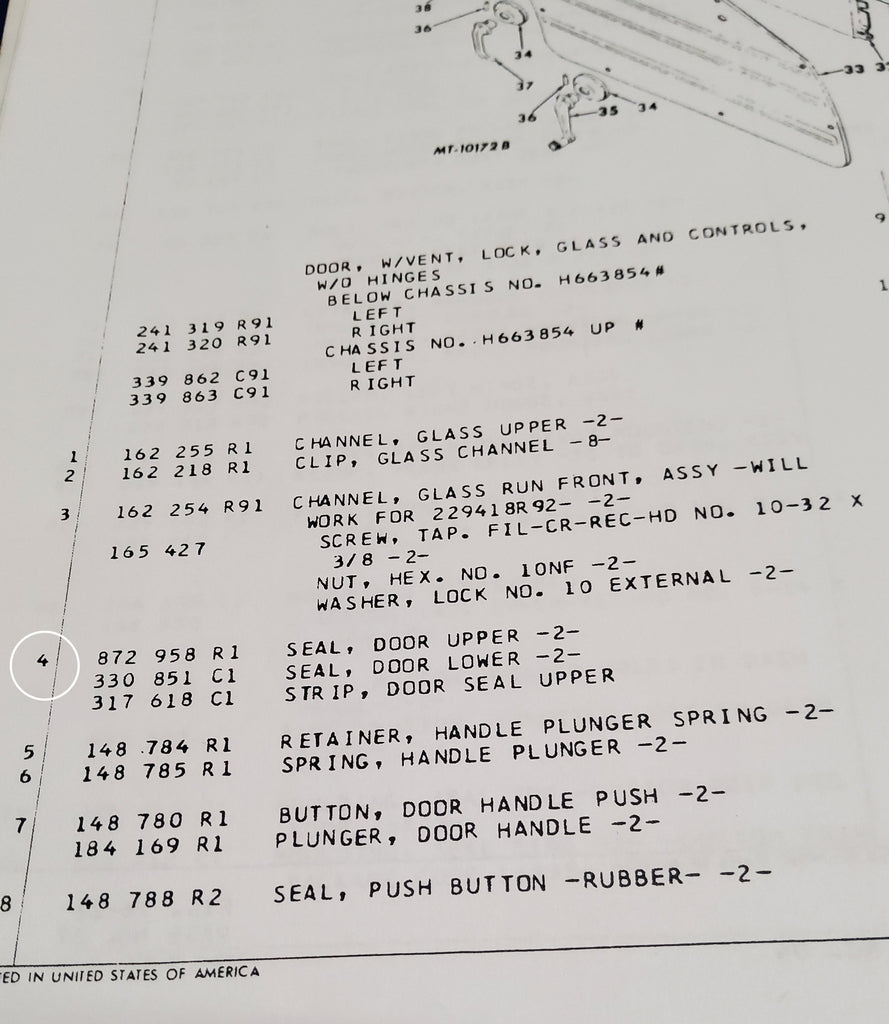 38
36
34
37
36
35
34
33
MT-10172B
9
1
DOOR, W/VENT, LOCK, GLASS AND CONTROLS,
W/O HINGES
BELOW CHASSIS NO. H663854#
241 319 R91 LEFT
241 320 R91 RIGHT
CHASSIS NO. H663854 UP #
339 862 C91 LEFT
339 863 C91 RIGHT
1 162 255 R1 CHANNEL, GLASS UPPER -2-
2 162 218 R1 CLIP, GLASS CHANNEL -8-
3 162 254 R91 CHANNEL, GLASS RUN FRONT, ASSY -WILL
WORK FOR 229418R92- -2-
165 427 SCREW, TAP. FIL-CR-REC-HD NO. 10-32 X
3/8 -2-
NUT, HEX. NO. 10NF -2-
WASHER, LOCK NO. 10 EXTERNAL -2-
4 872 958 R1 SEAL, DOOR UPPER -2-
330 851 C1 SEAL, DOOR LOWER -2-
317 618 C1 STRIP, DOOR SEAL UPPER
5 148 784 R1 RETAINER, HANDLE PLUNGER SPRING -2-
6 148 785 R1 SPRING, HANDLE PLUNGER -2-
7 148 780 R1 BUTTON, DOOR HANDLE PUSH -2-
184 169 R1 PLUNGER, DOOR HANDLE -2-
8 148 788 R2 SEAL, PUSH BUTTON -RUBBER- -2-
TED IN UNITED STATES OF AMERICA